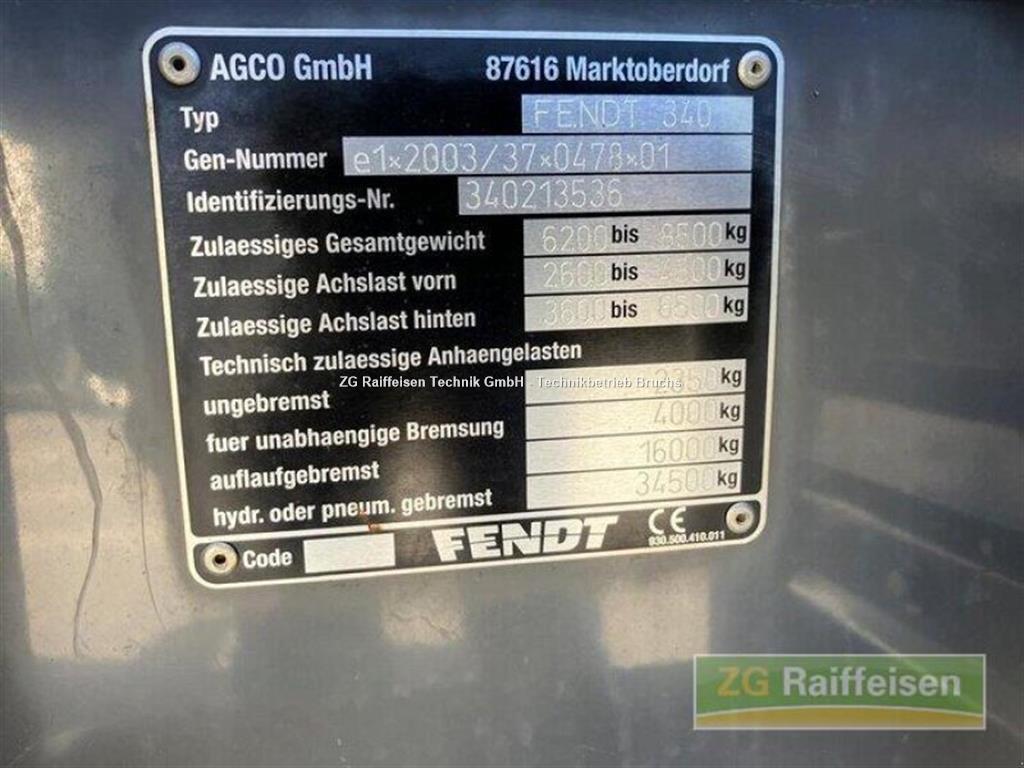 AGCO GmbH 87616 Marktoberdorf
Typ FENDT 340
Gen-Nummer e1*2003/37*0478*01
Identifizierungs-Nr. 340213536
Zulaessiges Gesamtgewicht 6200 bis 8500 kg
Zulaessige Achslast vorn 2600 bis kg
Zulaessige Achslast hinten 3600 bis 8500 kg
Technisch zulaessige Anhaengelasten
ZG Raiffeisen Technik GmbH - Technikbetrieb Bruchs
ungebremst 2350 kg
fuer unabhaengige Bremsung 4000 kg
auflaufgebremst 16000 kg
hydr. oder pneum. gebremst 34500 kg
Code FENDT CE
930.500.410.011
ZG Raiffeisen